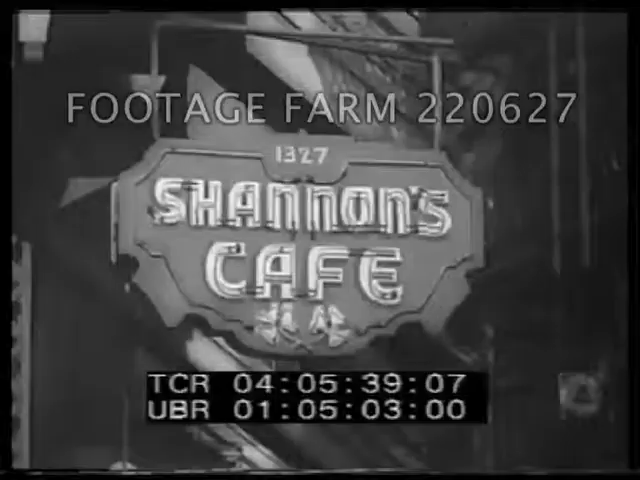 FOOTAGE FARM 220627
1327
SHANNON'S
CAFE
TCR 04:05:39:07
UBR 01:05:03:00